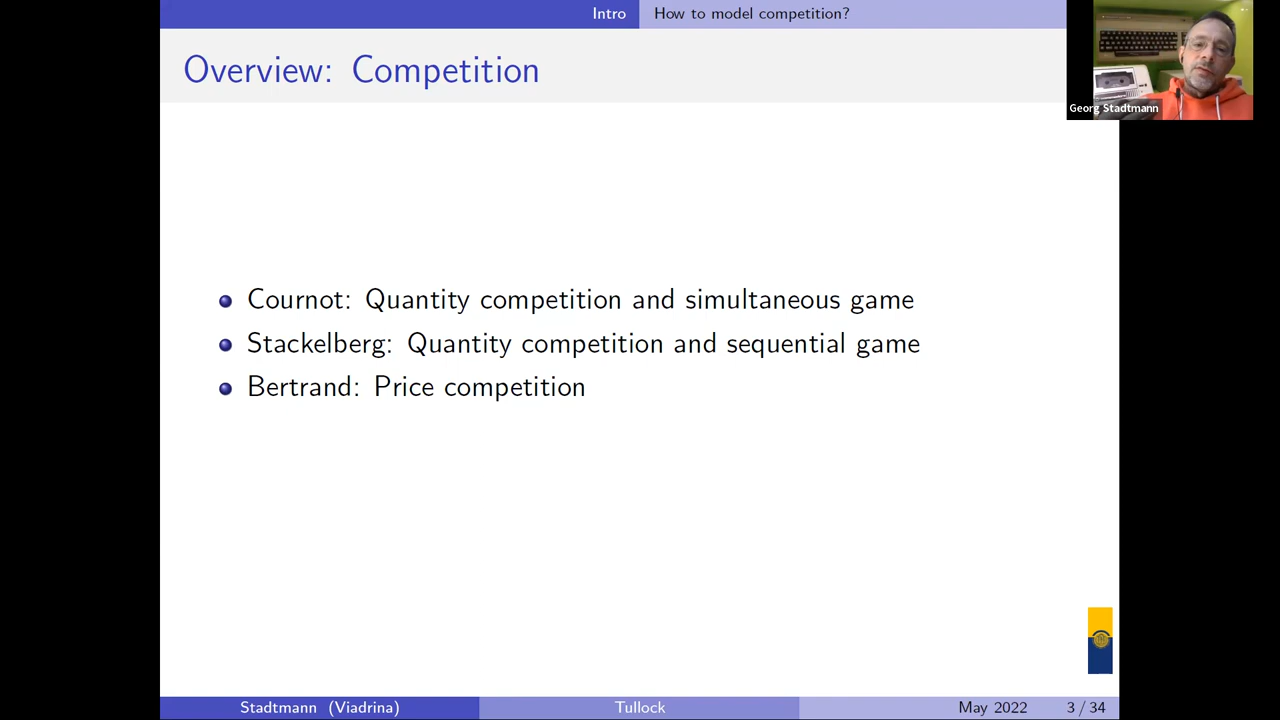 Intro
How to model competition?
Overview: Competition
Georg Stadtmann
Cournot: Quantity competition and simultaneous game
Stackelberg: Quantity competition and sequential game
Bertrand: Price competition
Stadtmann (Viadrina)
Tullock
May 2022
3 / 34